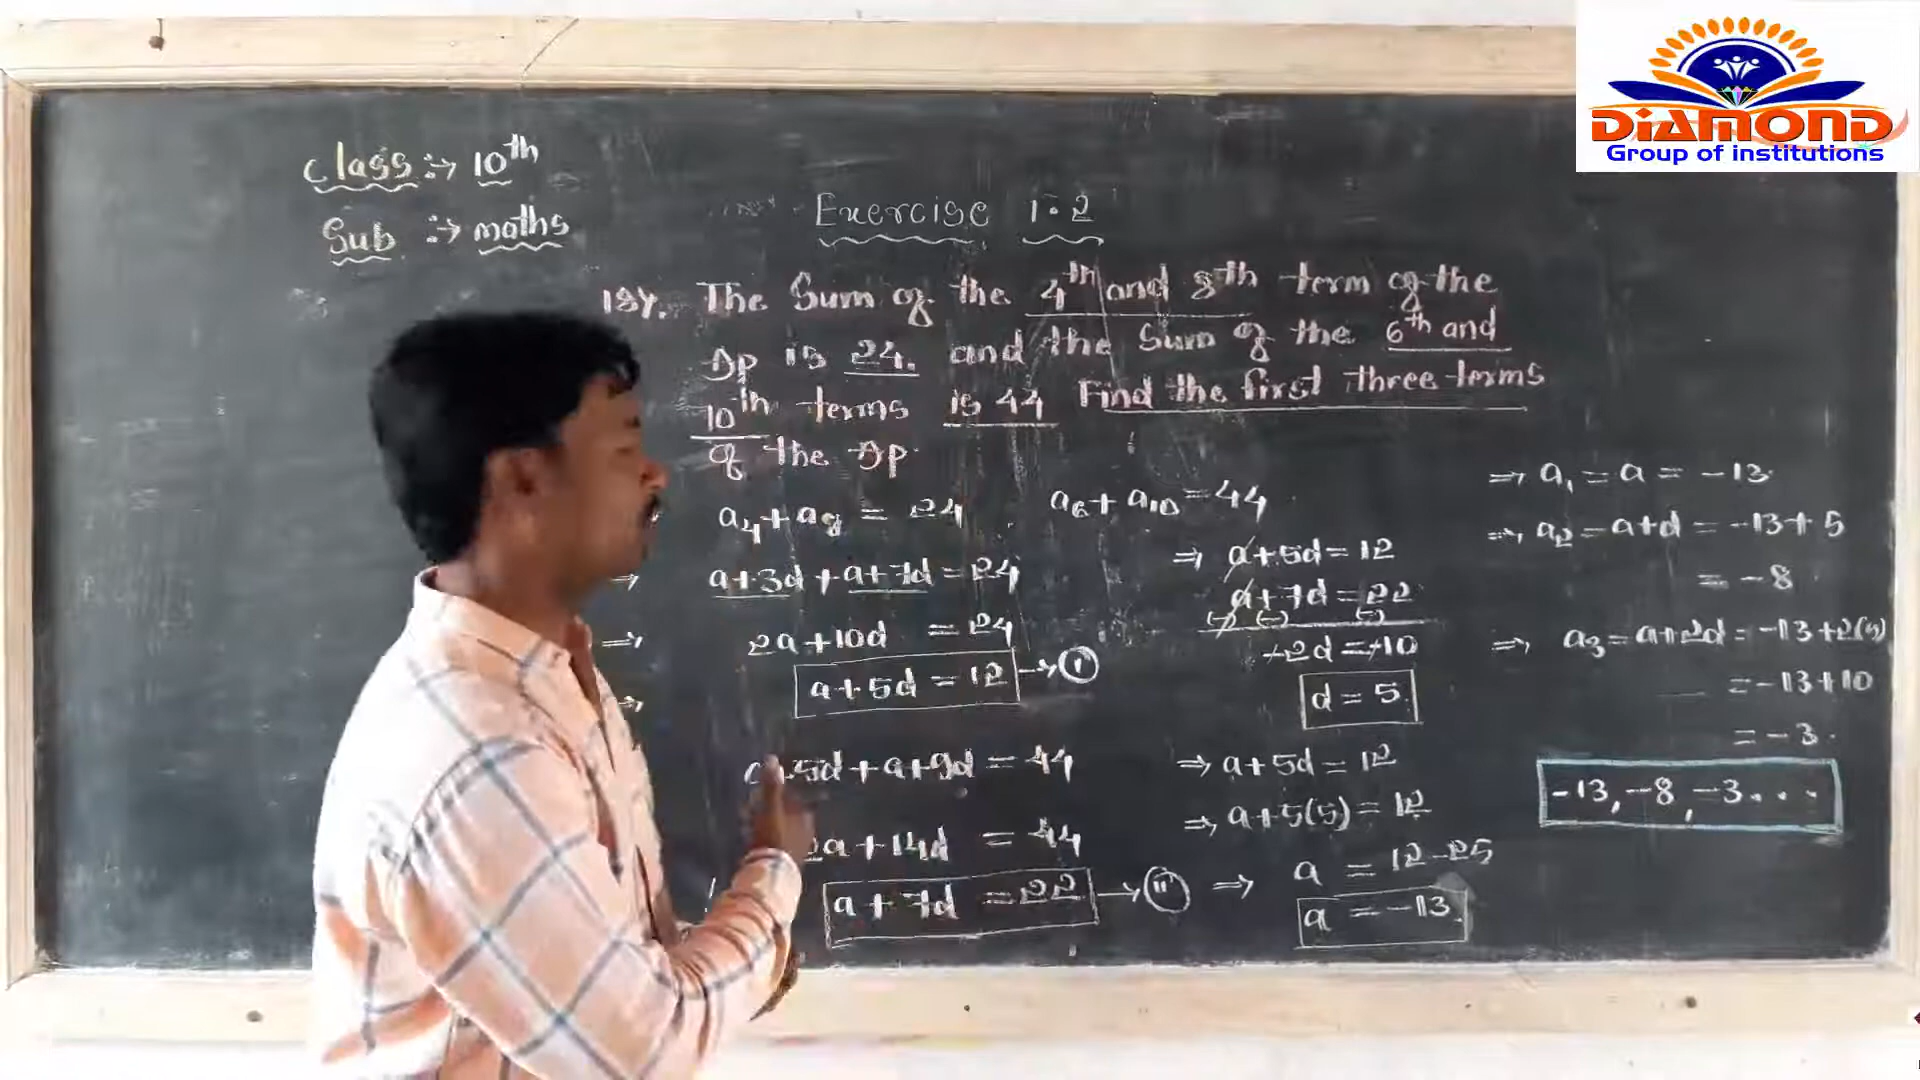 DIAMOND
Group of institutions
Class :→ 10th
Sub :→ maths
Exercise 1.2
18Y. The Sum of the 4th and 8th term of the
Ap is 24. and the Sum of the 6th and
10th terms is 44 Find the first three terms
of the Ap.
a₄ + a₈ = 24
⇒ a+3d + a+7d = 24
⇒ 2a+10d = 24
⇒ a+5d = 12 → (I)
+5d + a+9d = 44
2a+14d = 44
a+7d = 22 → (II)
a₆ + a₁₀ = 44
⇒ a+5d = 12
a+7d = 22
(-) (-) (-)
-2d = -10
d = 5.
⇒ a+5d = 12
⇒ a+5(5) = 12
⇒ a = 12-25
a = -13.
⇒ a₁ = a = -13.
⇒ a₂ = a+d = -13+5
= -8
⇒ a₃ = a+2d = -13+2(5)
= -13+10
= -3.
-13, -8, -3...